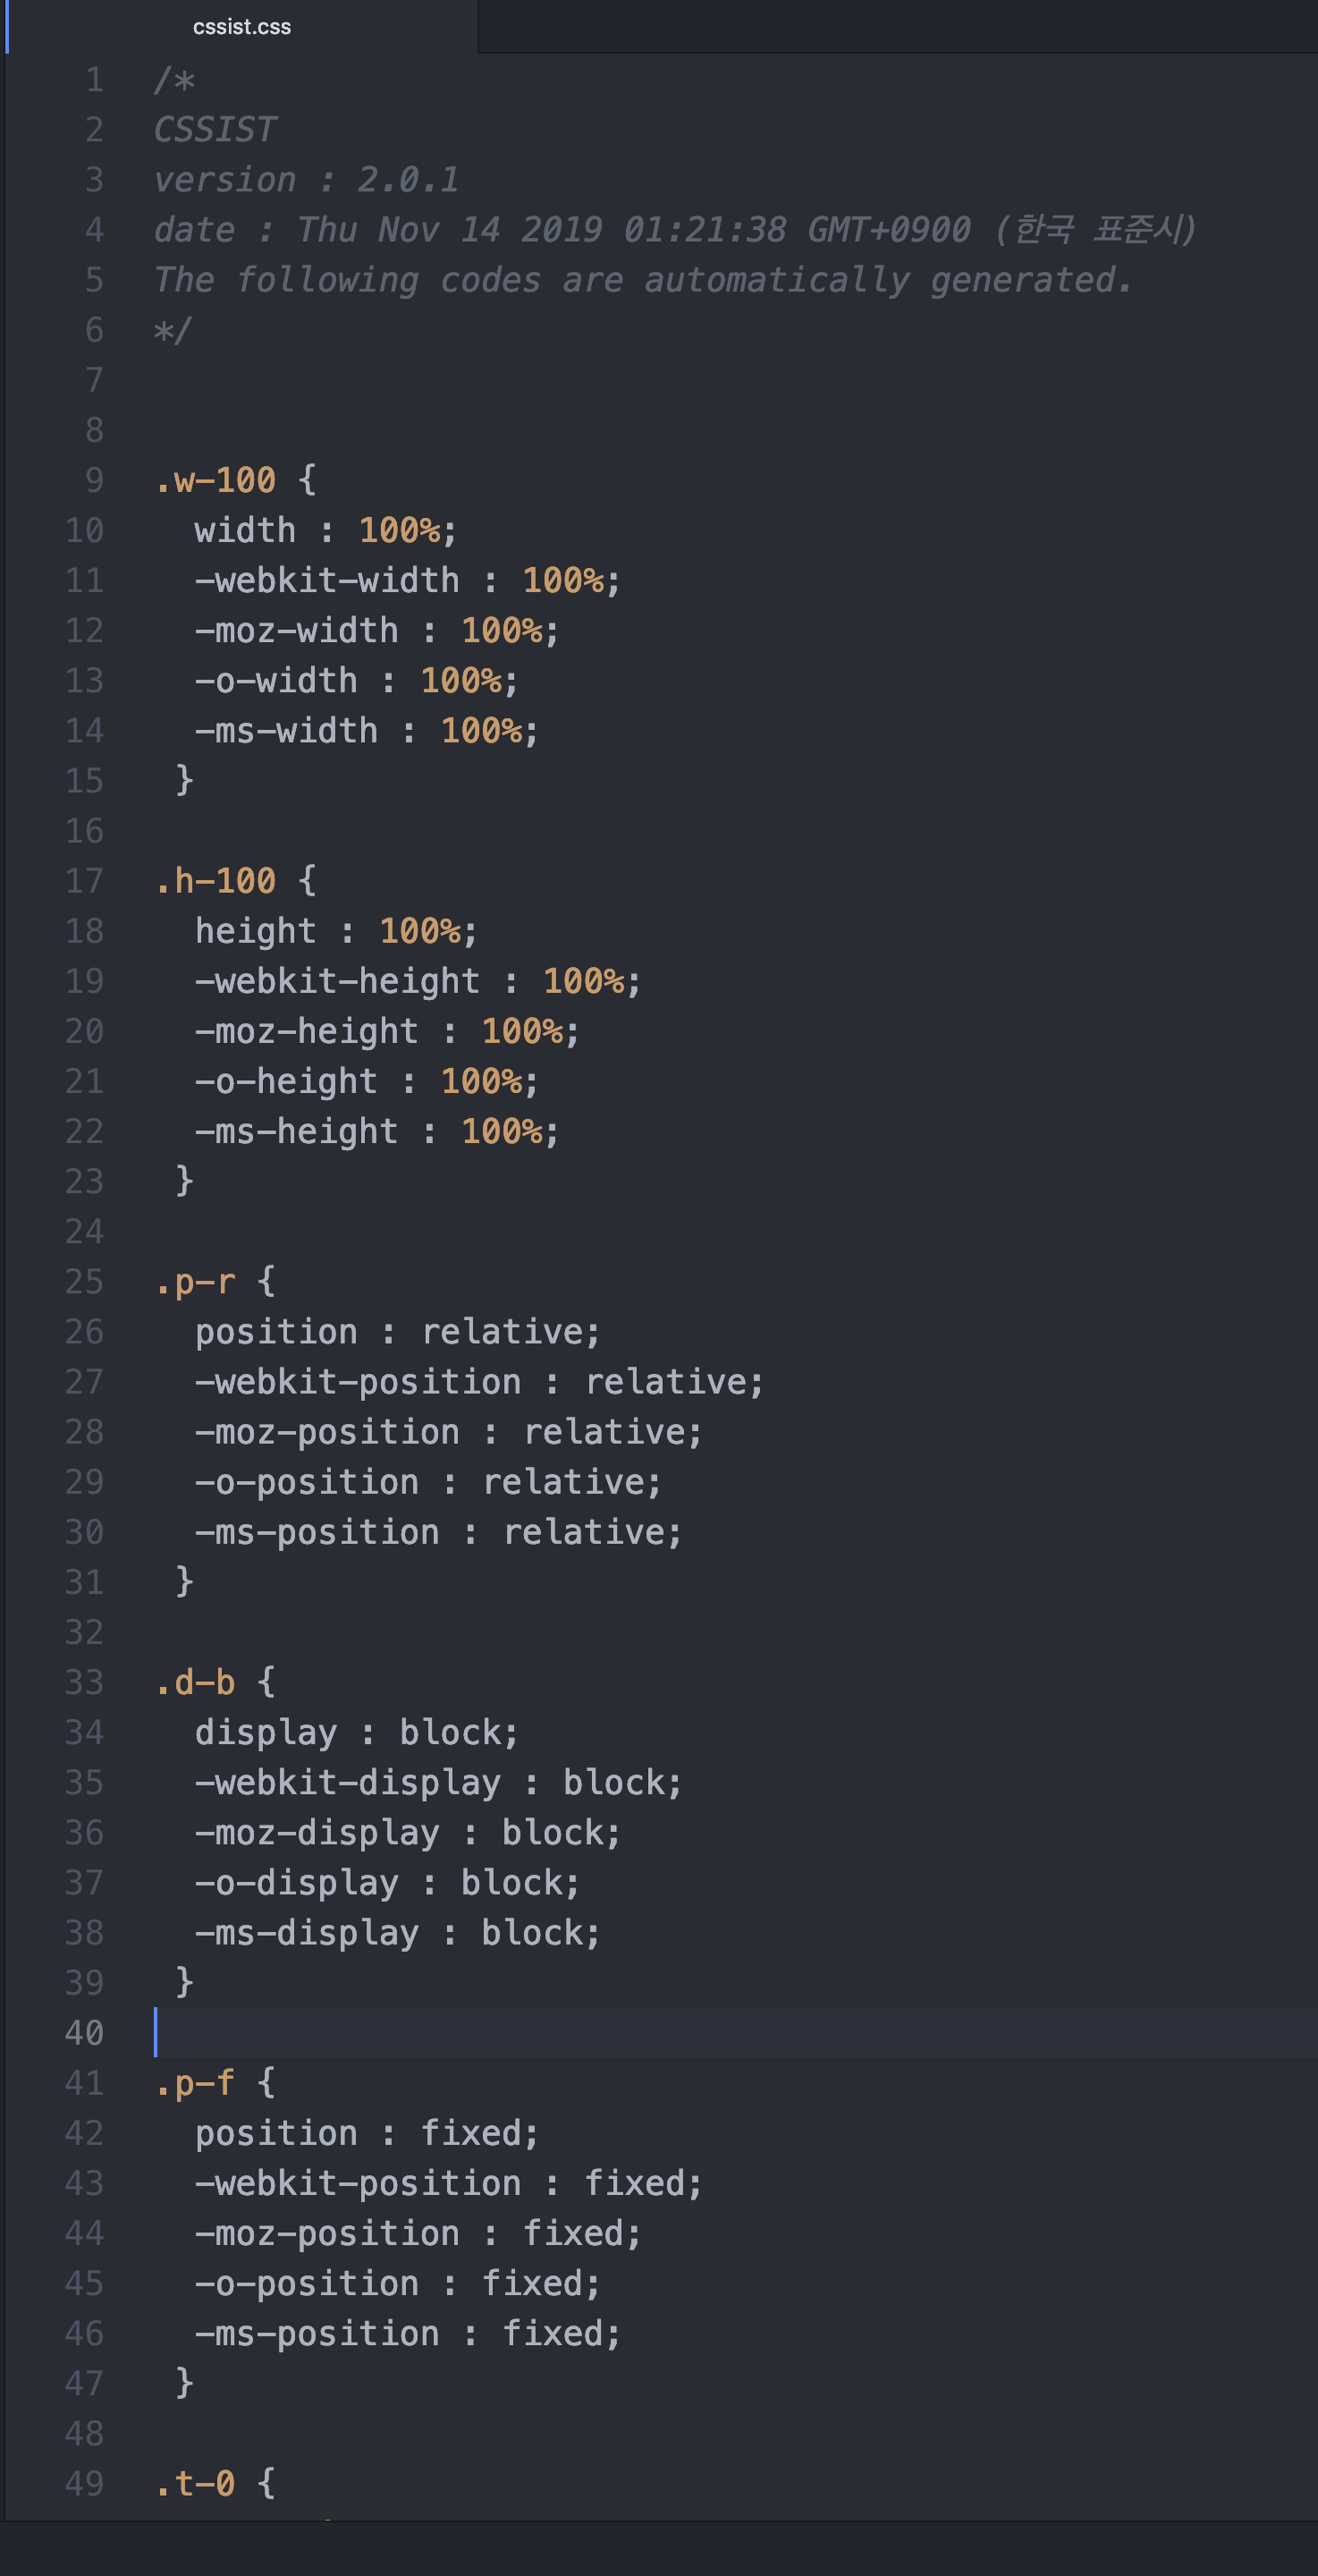 cssist.css
1 /*
2 CSSIST
3 version : 2.0.1
4 date : Thu Nov 14 2019 01:21:38 GMT+0900 (한국 표준시)
5 The following codes are automatically generated.
6 */
7
8
9 .w-100 {
10 width : 100%;
11 -webkit-width : 100%;
12 -moz-width : 100%;
13 -o-width : 100%;
14 -ms-width : 100%;
15 }
16
17 .h-100 {
18 height : 100%;
19 -webkit-height : 100%;
20 -moz-height : 100%;
21 -o-height : 100%;
22 -ms-height : 100%;
23 }
24
25 .p-r {
26 position : relative;
27 -webkit-position : relative;
28 -moz-position : relative;
29 -o-position : relative;
30 -ms-position : relative;
31 }
32
33 .d-b {
34 display : block;
35 -webkit-display : block;
36 -moz-display : block;
37 -o-display : block;
38 -ms-display : block;
39 }
40
41 .p-f {
42 position : fixed;
43 -webkit-position : fixed;
44 -moz-position : fixed;
45 -o-position : fixed;
46 -ms-position : fixed;
47 }
48
49 .t-0 {